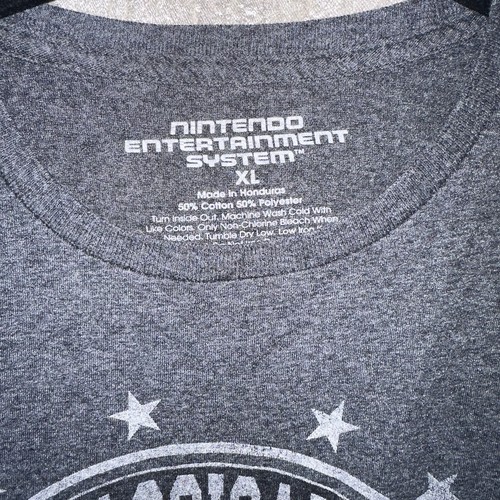 NINTENDO
ENTERTAINMENT
SYSTEM™
XL
Made in Honduras
50% Cotton 50% Polyester
Turn Inside Out. Machine Wash Cold With
Like Colors. Only Non-Chlorine Bleach When
Needed. Tumble Dry Low. Low Iron